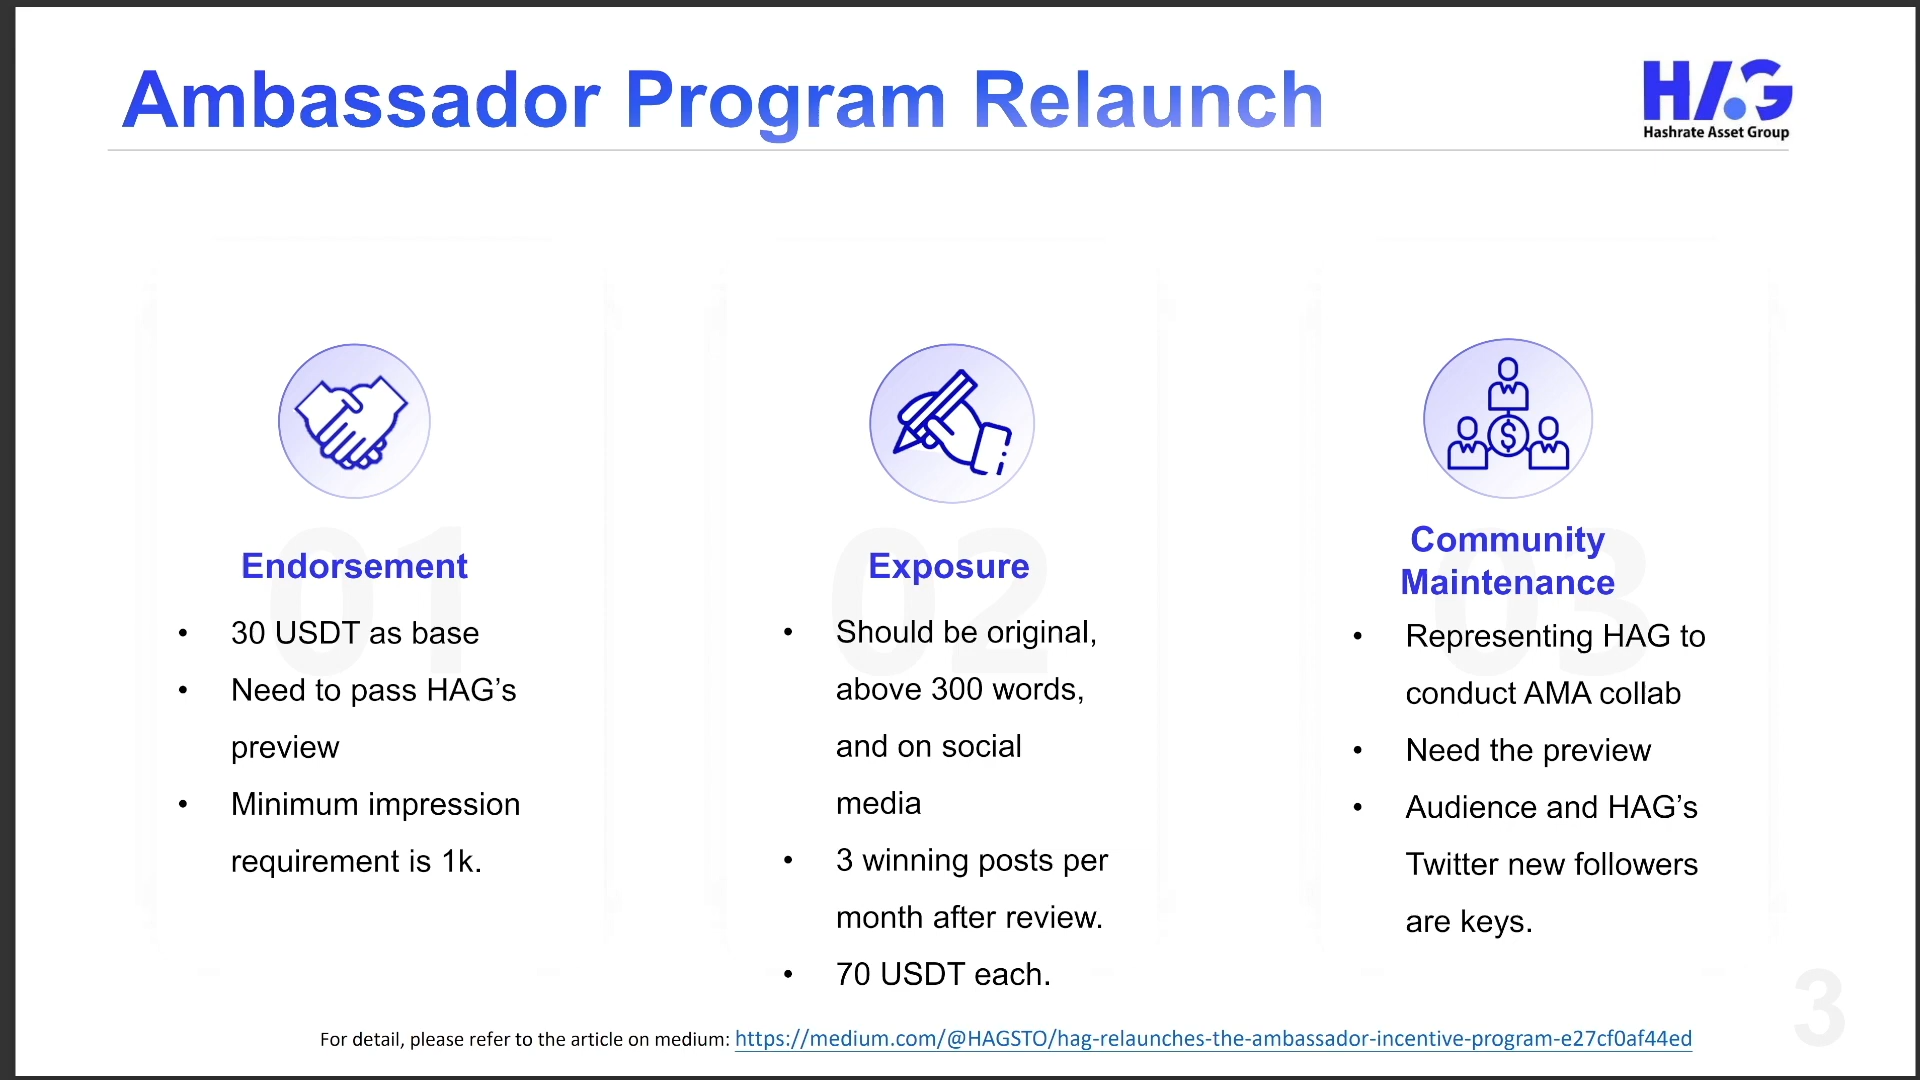 Ambassador Program Relaunch
HAG
Hashrate Asset Group
01
Endorsement
• 30 USDT as base
• Need to pass HAG’s
preview
• Minimum impression
requirement is 1k.
02
Exposure
• Should be original,
above 300 words,
and on social
media
• 3 winning posts per
month after review.
• 70 USDT each.
03
Community
Maintenance
• Representing HAG to
conduct AMA collab
• Need the preview
• Audience and HAG’s
Twitter new followers
are keys.
For detail, please refer to the article on medium: https://medium.com/@HAGSTO/hag-relaunches-the-ambassador-incentive-program-e27cf0af44ed
3